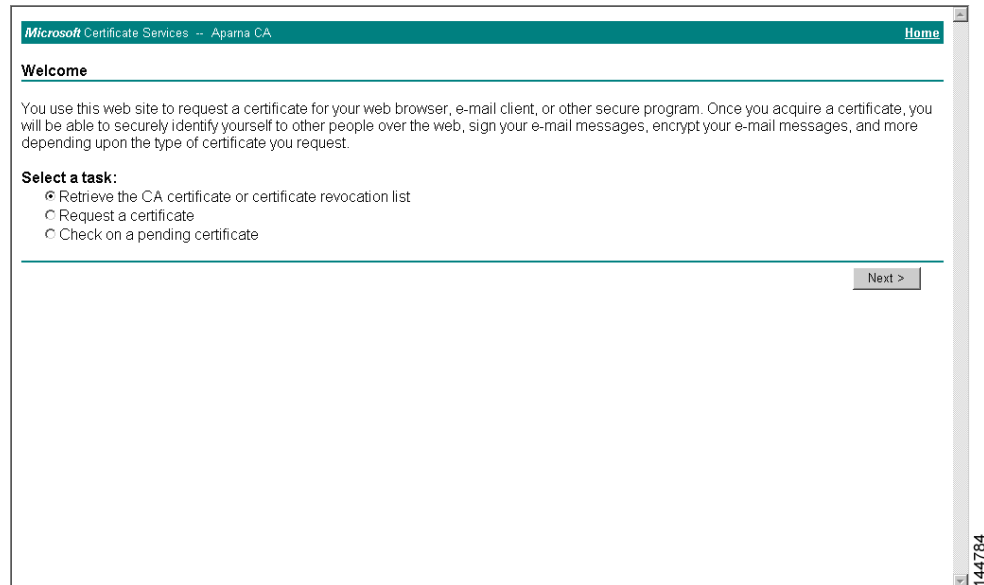 Microsoft Certificate Services -- Aparna CA
Home
Welcome
You use this web site to request a certificate for your web browser, e-mail client, or other secure program. Once you acquire a certificate, you
will be able to securely identify yourself to other people over the web, sign your e-mail messages, encrypt your e-mail messages, and more
depending upon the type of certificate you request.
Select a task:
Retrieve the CA certificate or certificate revocation list
Request a certificate
Check on a pending certificate
Next >
144784